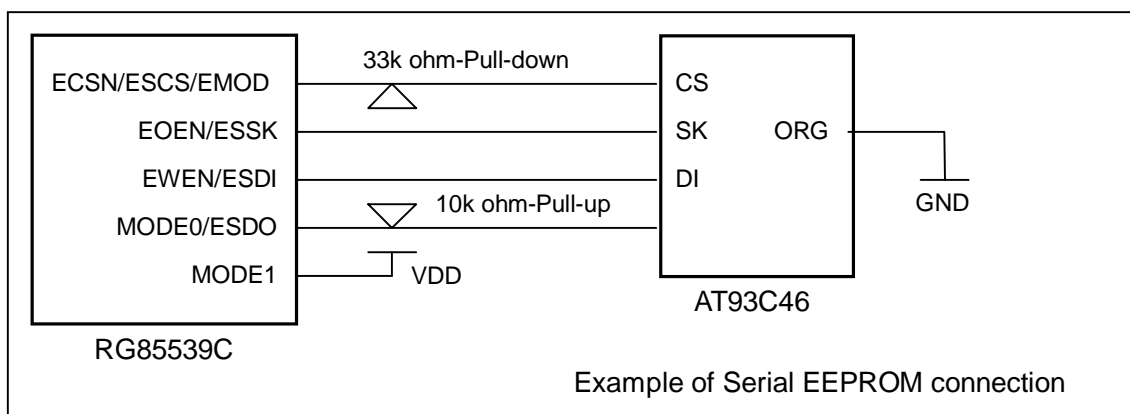 33k ohm-Pull-down
ECSN/ESCS/EMOD
CS
EOEN/ESSK
SK
ORG
EWEN/ESDI
DI
10k ohm-Pull-up
GND
MODE0/ESDO
MODE1
VDD
AT93C46
RG85539C
Example of Serial EEPROM connection